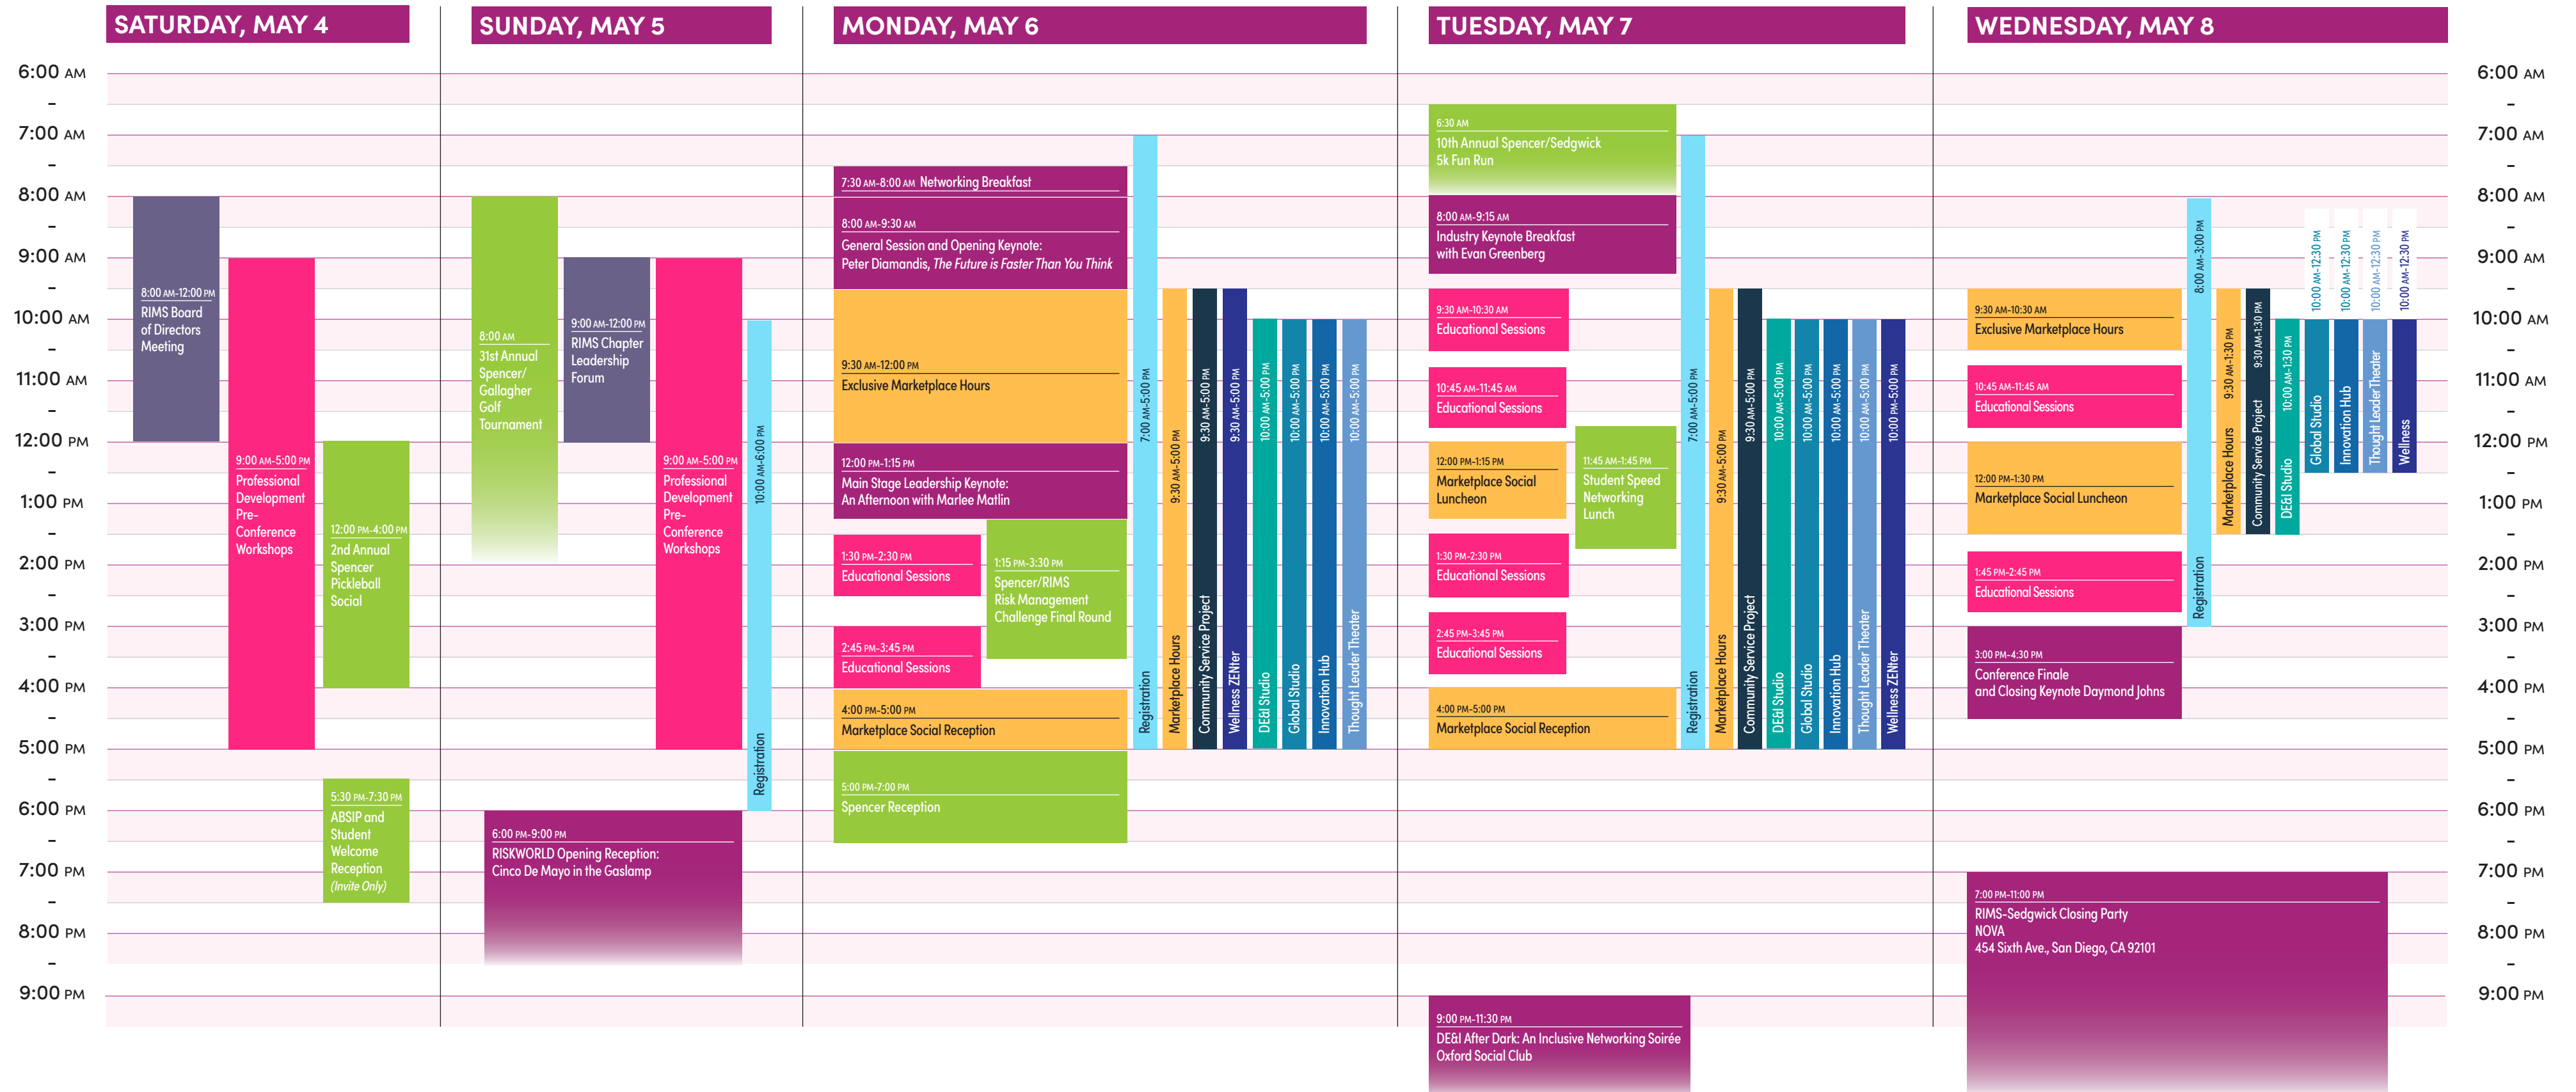 SATURDAY, MAY 4
SUNDAY, MAY 5
MONDAY, MAY 6
TUESDAY, MAY 7
WEDNESDAY, MAY 8
6:00 AM
-
7:00 AM
-
8:00 AM
-
9:00 AM
-
10:00 AM
-
11:00 AM
-
12:00 PM
-
1:00 PM
-
2:00 PM
-
3:00 PM
-
4:00 PM
-
5:00 PM
-
6:00 PM
-
7:00 PM
-
8:00 PM
-
9:00 PM
8:00 AM-12:00 PM
RIMS Board
of Directors
Meeting
9:00 AM-5:00 PM
Professional
Development
Pre-
Conference
Workshops
12:00 PM-4:00 PM
2nd Annual
Spencer
Pickleball
Social
5:30 PM-7:30 PM
ABSIP and
Student
Welcome
Reception
(Invite Only)
8:00 AM
31st Annual
Spencer/
Gallagher
Golf
Tournament
9:00 AM-12:00 PM
RIMS Chapter
Leadership
Forum
9:00 AM-5:00 PM
Professional
Development
Pre-
Conference
Workshops
Registration 10:00 AM-6:00 PM
6:00 PM-9:00 PM
RISKWORLD Opening Reception:
Cinco De Mayo in the Gaslamp
7:30 AM-8:00 AM Networking Breakfast
8:00 AM-9:30 AM
General Session and Opening Keynote:
Peter Diamandis, The Future is Faster Than You Think
9:30 AM-12:00 PM
Exclusive Marketplace Hours
12:00 PM-1:15 PM
Main Stage Leadership Keynote:
An Afternoon with Marlee Matlin
1:30 PM-2:30 PM
Educational Sessions
1:15 PM-3:30 PM
Spencer/RIMS
Risk Management
Challenge Final Round
2:45 PM-3:45 PM
Educational Sessions
4:00 PM-5:00 PM
Marketplace Social Reception
5:00 PM-7:00 PM
Spencer Reception
Registration 7:00 AM-5:00 PM
Marketplace Hours 9:30 AM-5:00 PM
Community Service Project 9:30 AM-5:00 PM
Wellness ZENter 9:30 AM-5:00 PM
DE&I Studio 10:00 AM-5:00 PM
Global Studio 10:00 AM-5:00 PM
Innovation Hub 10:00 AM-5:00 PM
Thought Leader Theater 10:00 AM-5:00 PM
6:30 AM
10th Annual Spencer/Sedgwick
5k Fun Run
8:00 AM-9:15 AM
Industry Keynote Breakfast
with Evan Greenberg
9:30 AM-10:30 AM
Educational Sessions
10:45 AM-11:45 AM
Educational Sessions
12:00 PM-1:15 PM
Marketplace Social
Luncheon
11:45 AM-1:45 PM
Student Speed
Networking
Lunch
1:30 PM-2:30 PM
Educational Sessions
2:45 PM-3:45 PM
Educational Sessions
4:00 PM-5:00 PM
Marketplace Social Reception
9:00 PM-11:30 PM
DE&I After Dark: An Inclusive Networking Soirée
Oxford Social Club
Registration 7:00 AM-5:00 PM
Marketplace Hours 9:30 AM-5:00 PM
Community Service Project 9:30 AM-5:00 PM
DE&I Studio 10:00 AM-5:00 PM
Global Studio 10:00 AM-5:00 PM
Innovation Hub 10:00 AM-5:00 PM
Thought Leader Theater 10:00 AM-5:00 PM
Wellness ZENter 10:00 PM-5:00 PM
9:30 AM-10:30 AM
Exclusive Marketplace Hours
10:45 AM-11:45 AM
Educational Sessions
12:00 PM-1:30 PM
Marketplace Social Luncheon
1:45 PM-2:45 PM
Educational Sessions
3:00 PM-4:30 PM
Conference Finale
and Closing Keynote Daymond Johns
7:00 PM-11:00 PM
RIMS-Sedgwick Closing Party
NOVA
454 Sixth Ave., San Diego, CA 92101
Registration 8:00 AM-3:00 PM
Marketplace Hours 9:30 AM-1:30 PM
Community Service Project 9:30 AM-1:30 PM
DE&I Studio 10:00 AM-1:30 PM
Global Studio 10:00 AM-12:30 PM
Innovation Hub 10:00 AM-12:30 PM
Thought Leader Theater 10:00 AM-12:30 PM
Wellness 10:00 AM-12:30 PM
6:00 AM
-
7:00 AM
-
8:00 AM
-
9:00 AM
-
10:00 AM
-
11:00 AM
-
12:00 PM
-
1:00 PM
-
2:00 PM
-
3:00 PM
-
4:00 PM
-
5:00 PM
-
6:00 PM
-
7:00 PM
-
8:00 PM
-
9:00 PM